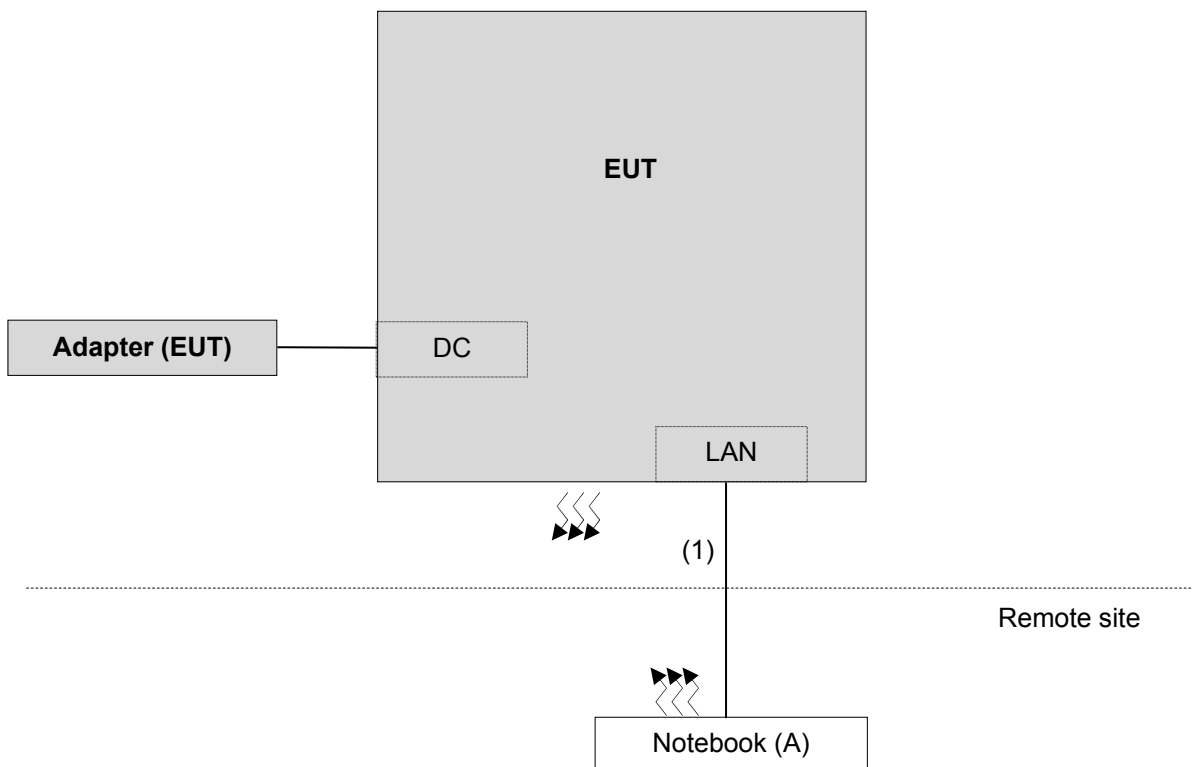 EUT
Adapter (EUT)
DC
LAN
(1)
Remote site
Notebook (A)